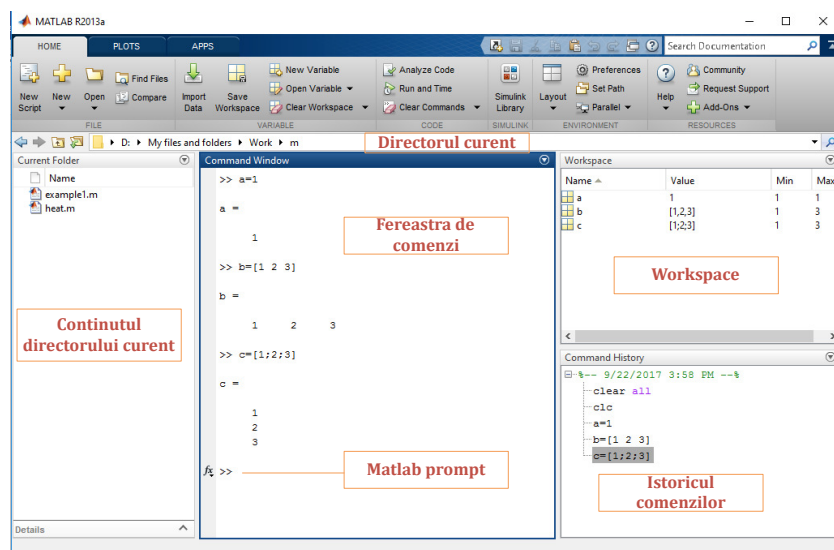 MATLAB R2013a
HOME PLOTS APPS
Search Documentation
New Script
New
Open
Find Files
Compare
Import Data
Save Workspace
New Variable
Open Variable
Clear Workspace
Analyze Code
Run and Time
Clear Commands
Simulink Library
Layout
Preferences
Set Path
Parallel
Help
Community
Request Support
Add-Ons
FILE VARIABLE CODE SIMULINK ENVIRONMENT RESOURCES
D: My files and folders Work m
Directorul curent
Current Folder
Name
example1.m
heat.m
Continutul
directorului curent
Details
Command Window
>> a=1
a =
1
Fereastra de
comenzi
>> b=[1 2 3]
b =
1 2 3
>> c=[1;2;3]
c =
1
2
3
fx >>
Matlab prompt
Workspace
Name Value Min Max
a 1 1 1
b [1,2,3] 1 3
c [1;2;3] 1 3
Workspace
Command History
%-- 9/22/2017 3:58 PM --%
clear all
clc
a=1
b=[1 2 3]
c=[1;2;3]
Istoricul
comenzilor